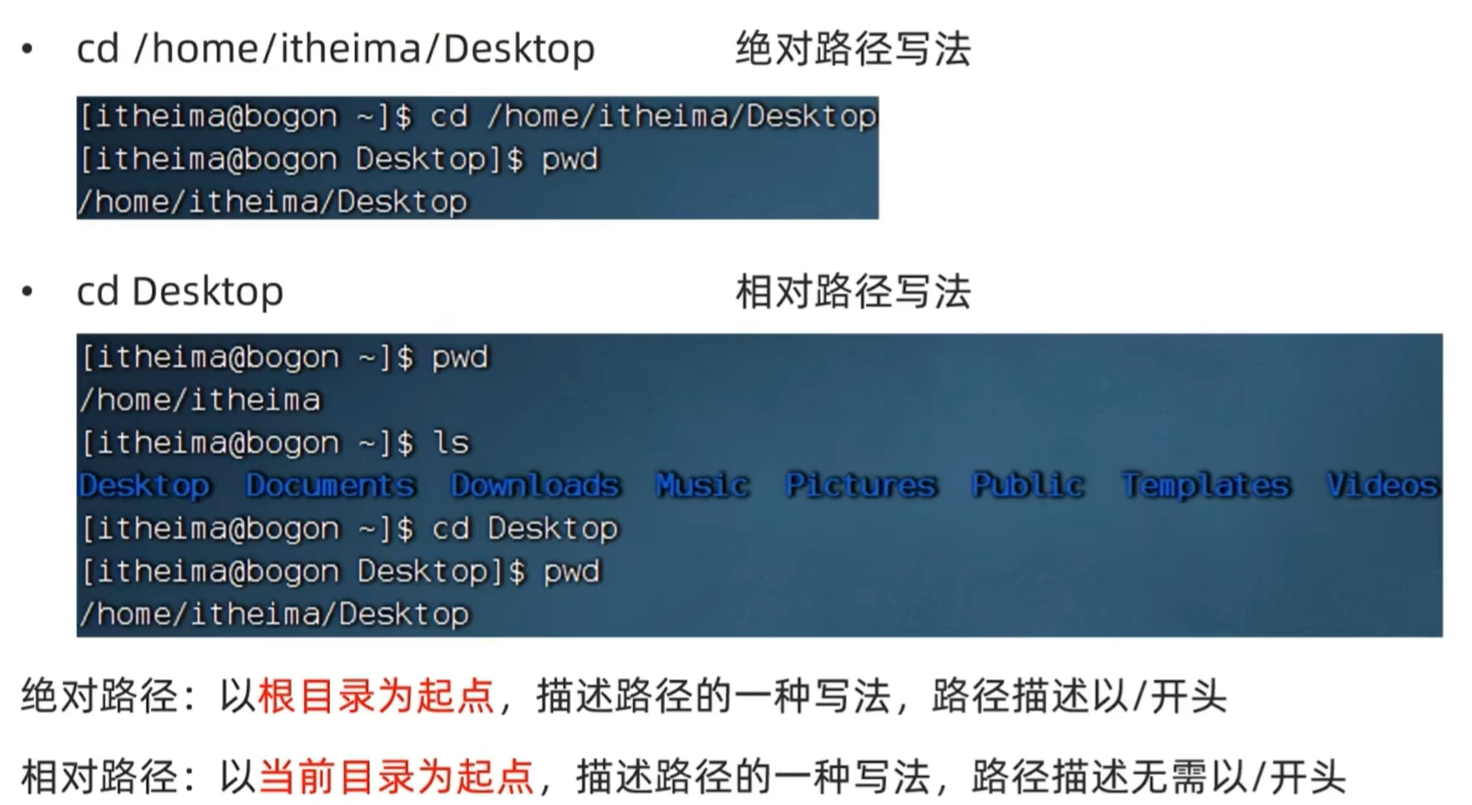 • cd /home/itheima/Desktop 绝对路径写法
[itheima@bogon ~]$ cd /home/itheima/Desktop
[itheima@bogon Desktop]$ pwd
/home/itheima/Desktop
• cd Desktop 相对路径写法
[itheima@bogon ~]$ pwd
/home/itheima
[itheima@bogon ~]$ ls
Desktop Documents Downloads Music Pictures Public Templates Videos
[itheima@bogon ~]$ cd Desktop
[itheima@bogon Desktop]$ pwd
/home/itheima/Desktop
绝对路径：以根目录为起点，描述路径的一种写法，路径描述以/开头
相对路径：以当前目录为起点，描述路径的一种写法，路径描述无需以/开头